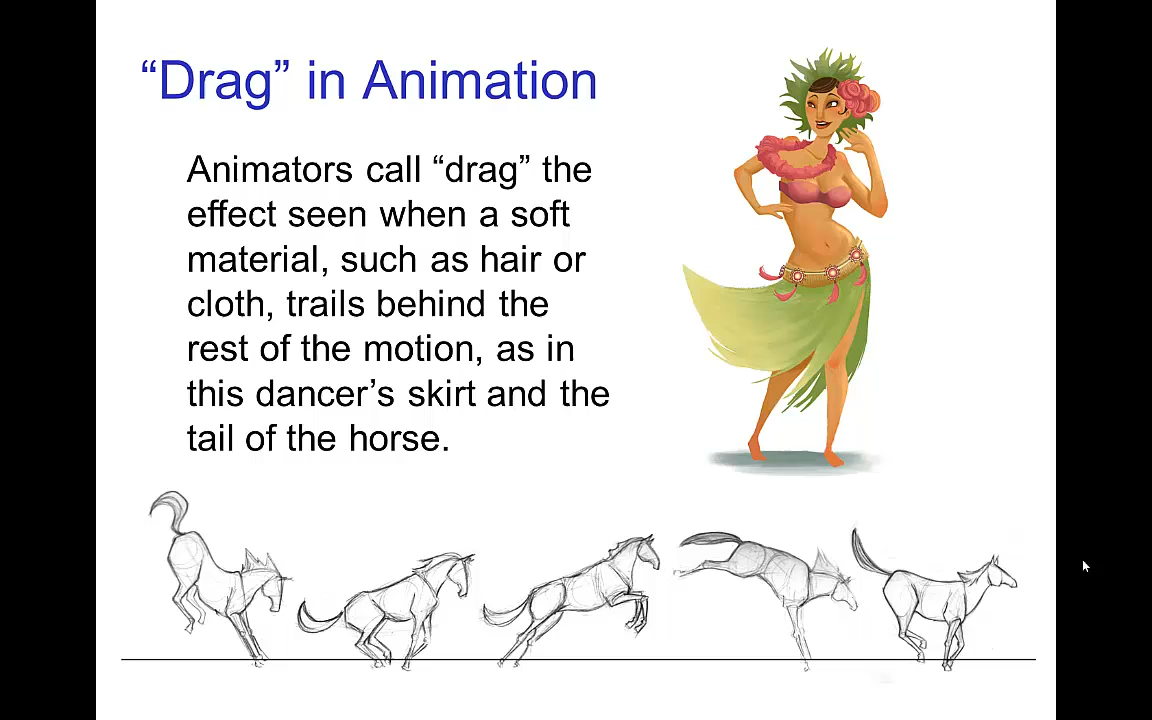 “Drag” in Animation
Animators call “drag” the
effect seen when a soft
material, such as hair or
cloth, trails behind the
rest of the motion, as in
this dancer’s skirt and the
tail of the horse.